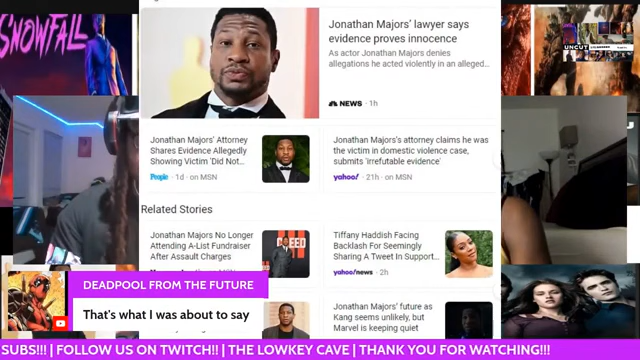 SNOWFALL
Jonathan Majors' lawyer says
evidence proves innocence
As actor Jonathan Majors denies
allegations he acted violently in an alleged...
NEWS · 1h
Jonathan Majors' Attorney
Shares Evidence Allegedly
Showing Victim 'Did Not...
People · 1d · on MSN
Jonathan Majors's attorney claims he was
the victim in domestic violence case,
submits 'irrefutable evidence'
yahoo! · 21h · on MSN
Related Stories
Jonathan Majors No Longer
Attending A-List Fundraiser
After Assault Charges
CREED
Tiffany Haddish Facing
Backlash For Seemingly
Sharing A Tweet In Support...
yahoo!news · 2h
Jonathan Majors' future as
Kang seems unlikely, but
Marvel is keeping quiet
UNCUT
DEADPOOL FROM THE FUTURE
That's what I was about to say
SUBS!!! | FOLLOW US ON TWITCH!! | THE LOWKEY CAVE | THANK YOU FOR WATCHING!!!